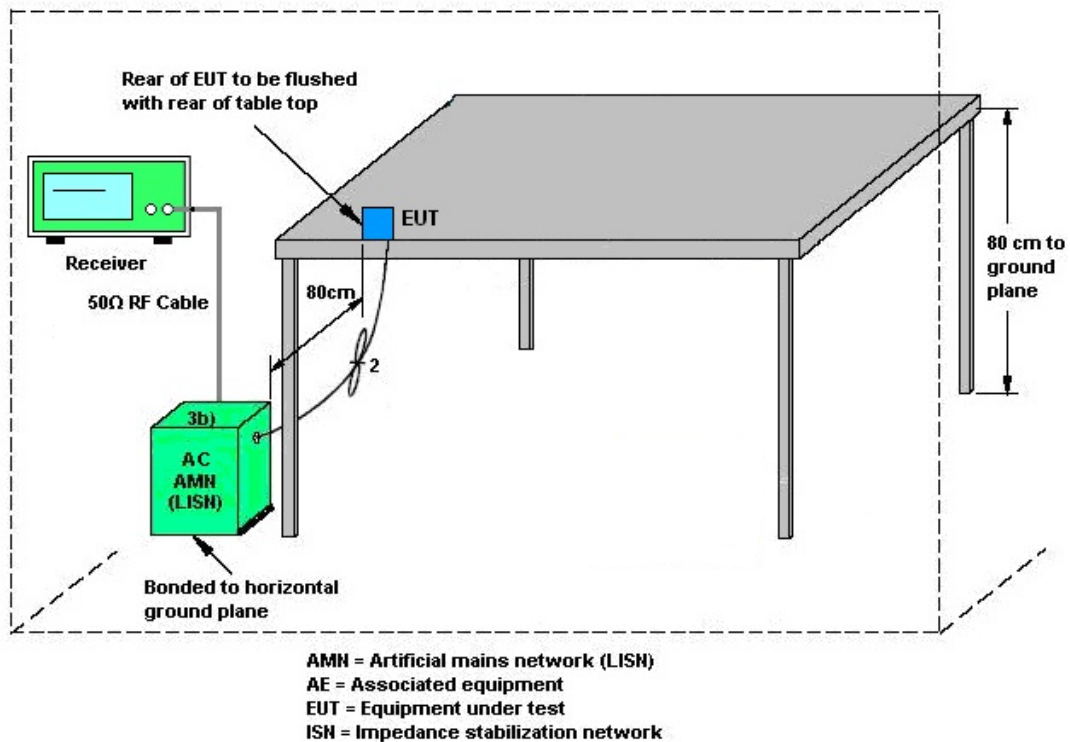 Rear of EUT to be flushed
with rear of table top
EUT
Receiver
50Ω RF Cable
80cm
80 cm to
ground
plane
2
3b)
AC
AMN
(LISN)
Bonded to horizontal
ground plane
AMN = Artificial mains network (LISN)
AE = Associated equipment
EUT = Equipment under test
ISN = Impedance stabilization network